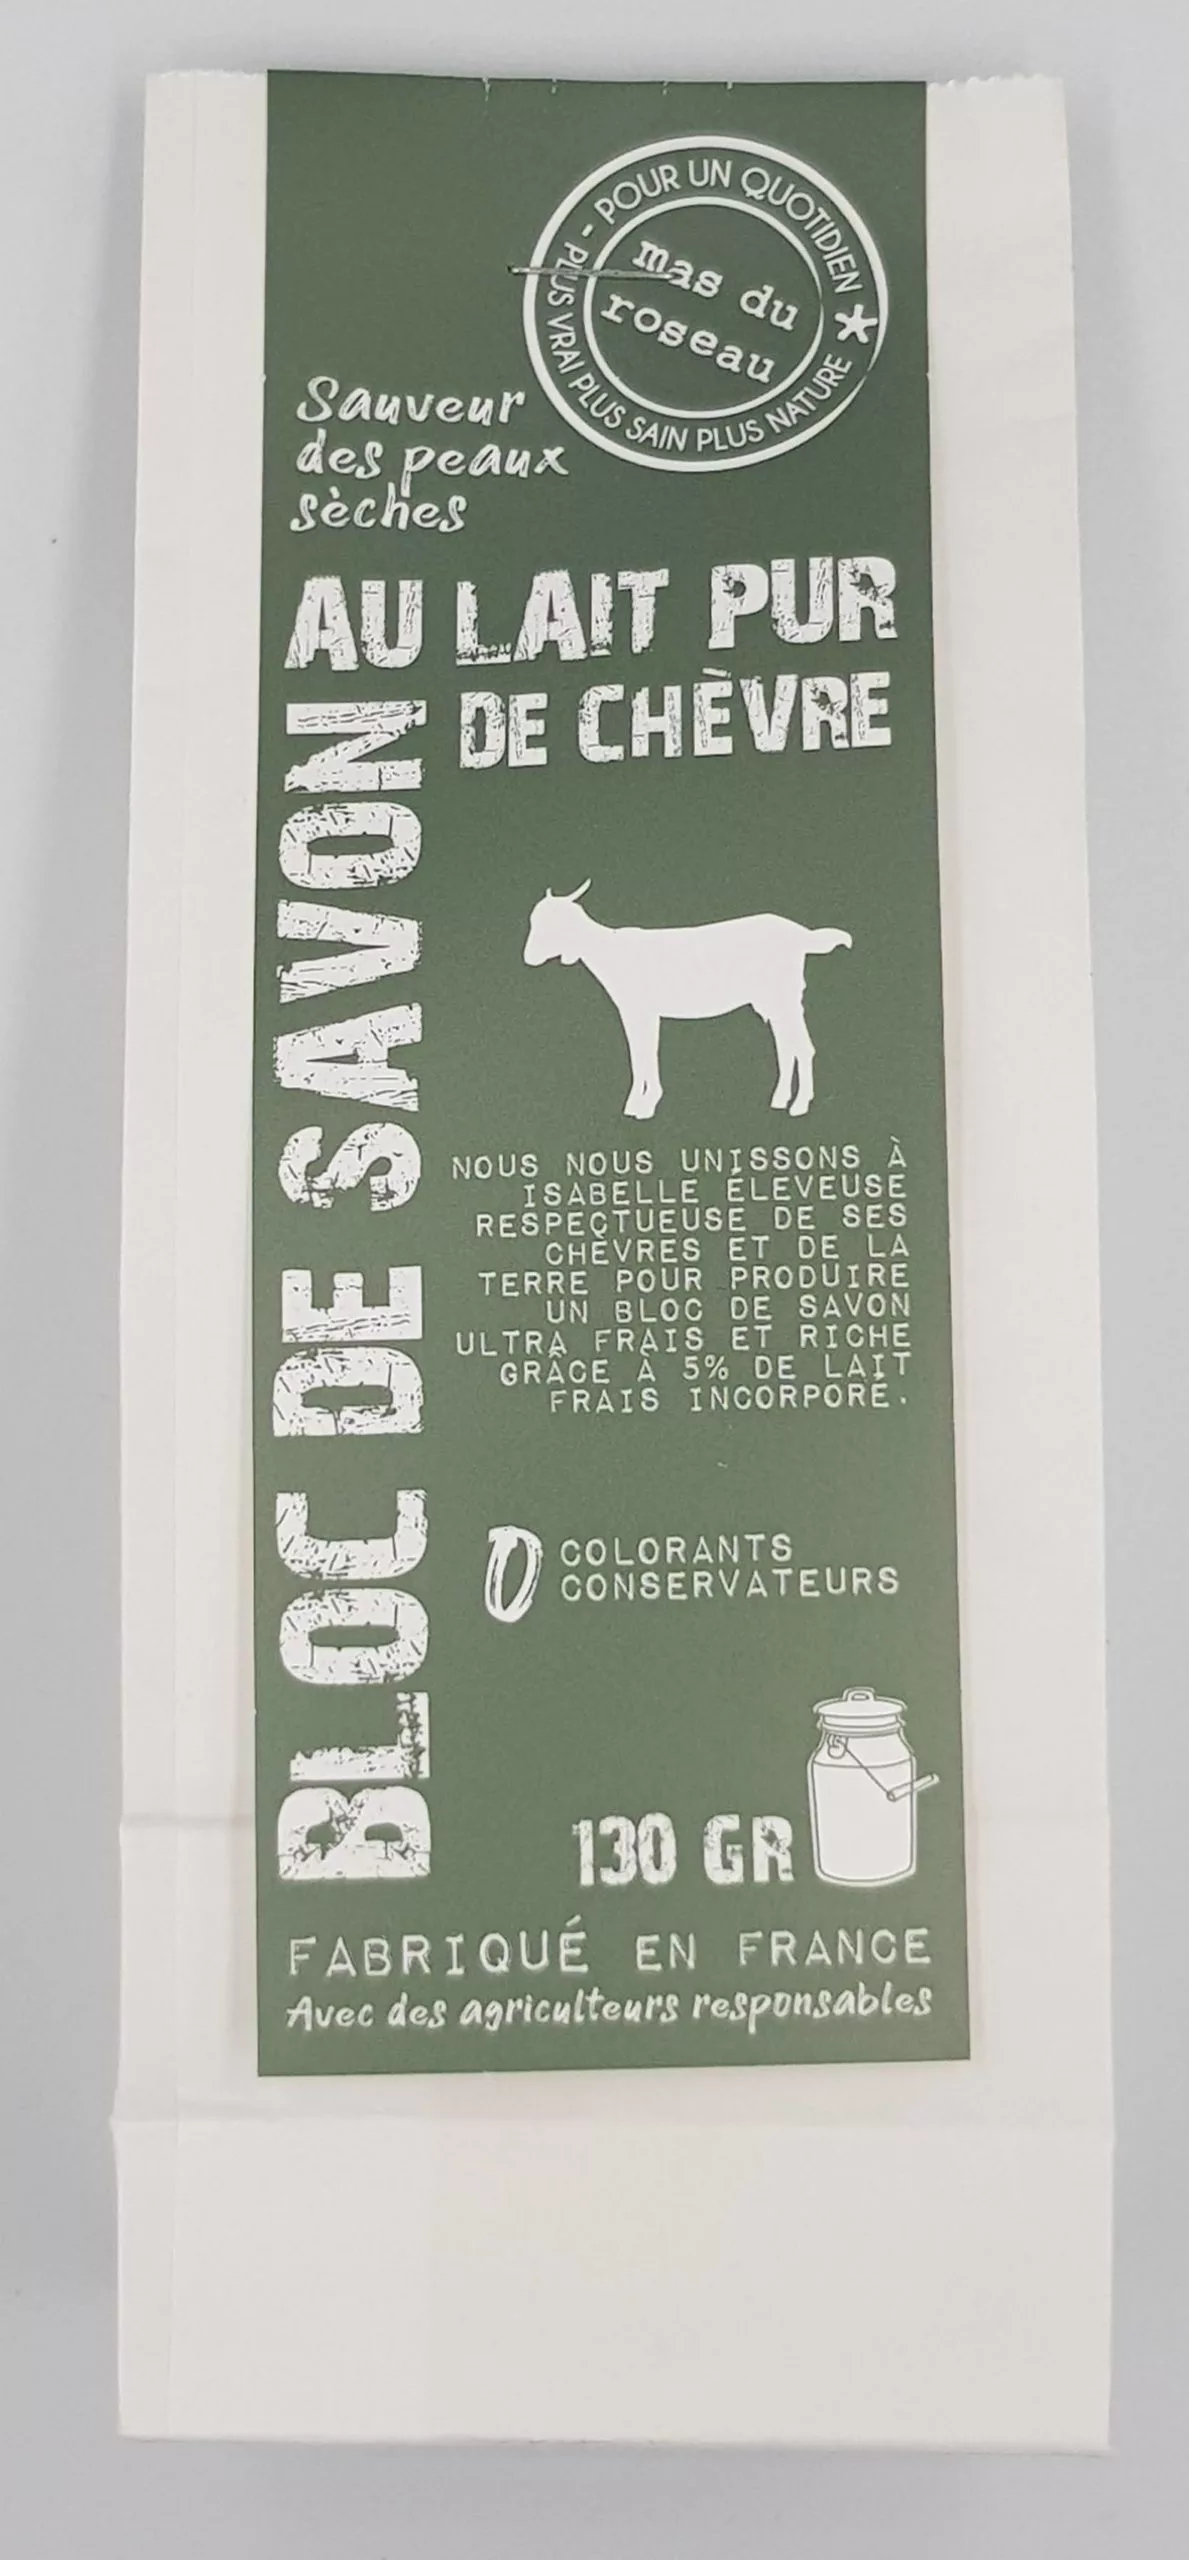 POUR UN QUOTIDIEN * PLUS VRAI PLUS SAIN PLUS NATURE -
mas du
roseau
Sauveur
des peaux
sèches
BLOC DE SAVON
AU LAIT PUR
DE CHÈVRE
NOUS NOUS UNISSONS À
ISABELLE ÉLEVEUSE
RESPECTUEUSE DE SES
CHÈVRES ET DE LA
TERRE POUR PRODUIRE
UN BLOC DE SAVON
ULTRA FRAIS ET RICHE
GRÂCE À 5% DE LAIT
FRAIS INCORPORÉ.
0 COLORANTS
CONSERVATEURS
130 GR
FABRIQUÉ EN FRANCE
Avec des agriculteurs responsables